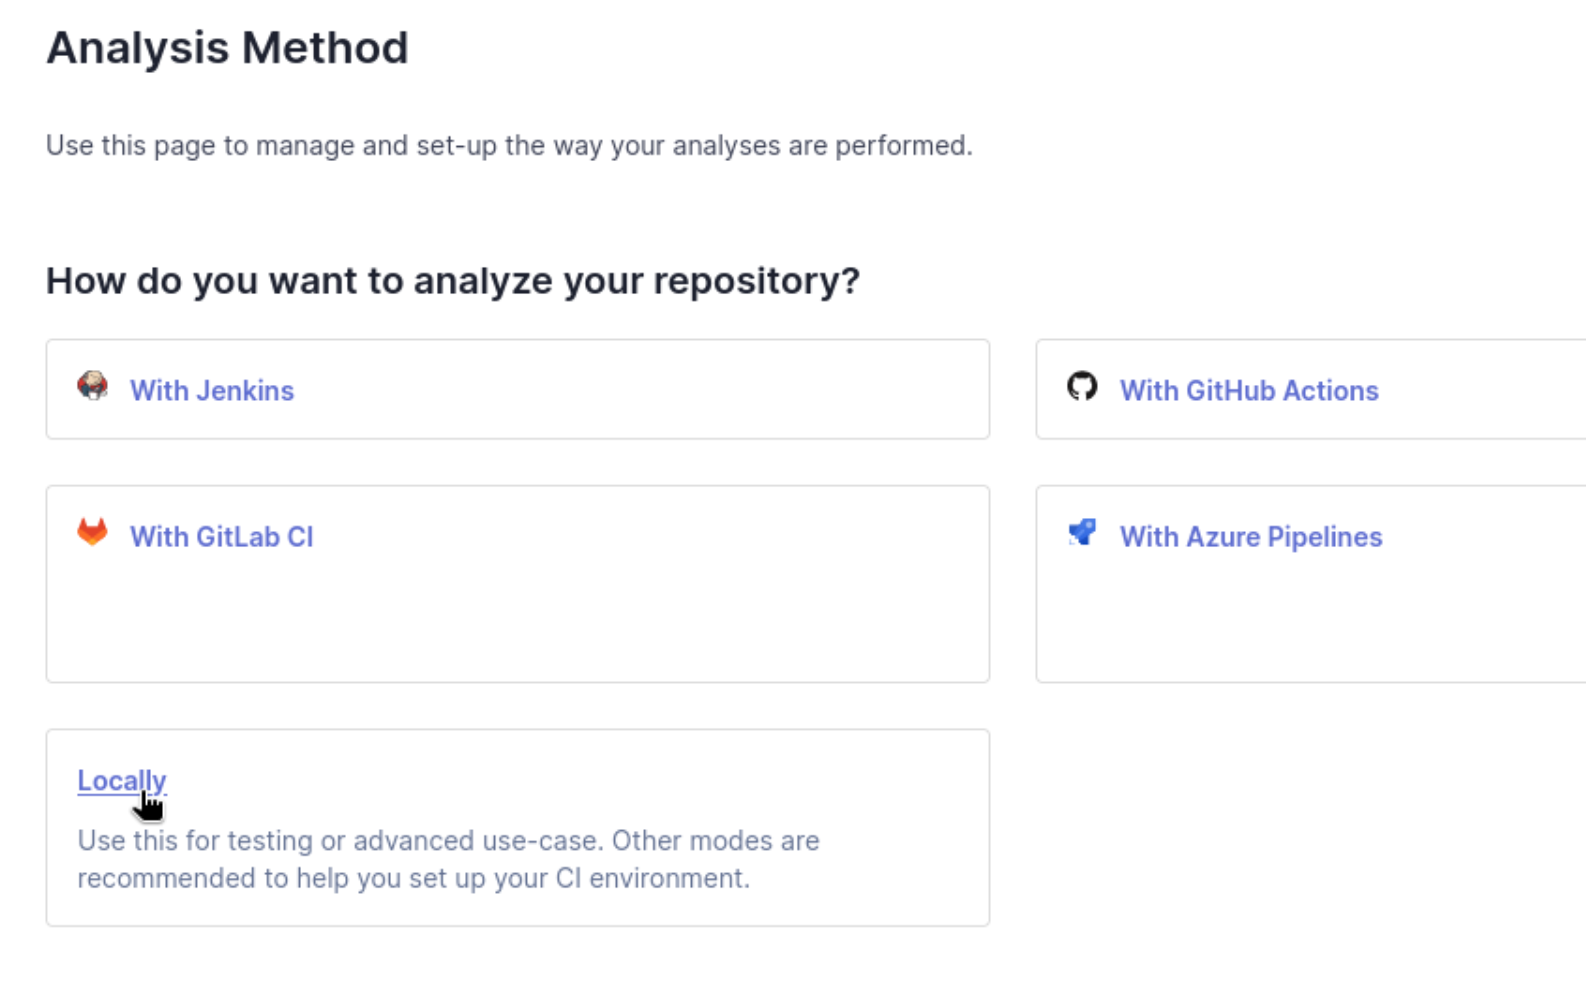 Analysis Method
Use this page to manage and set-up the way your analyses are performed.
How do you want to analyze your repository?
With Jenkins
With GitHub Actions
With GitLab CI
With Azure Pipelines
Locally
Use this for testing or advanced use-case. Other modes are
recommended to help you set up your CI environment.